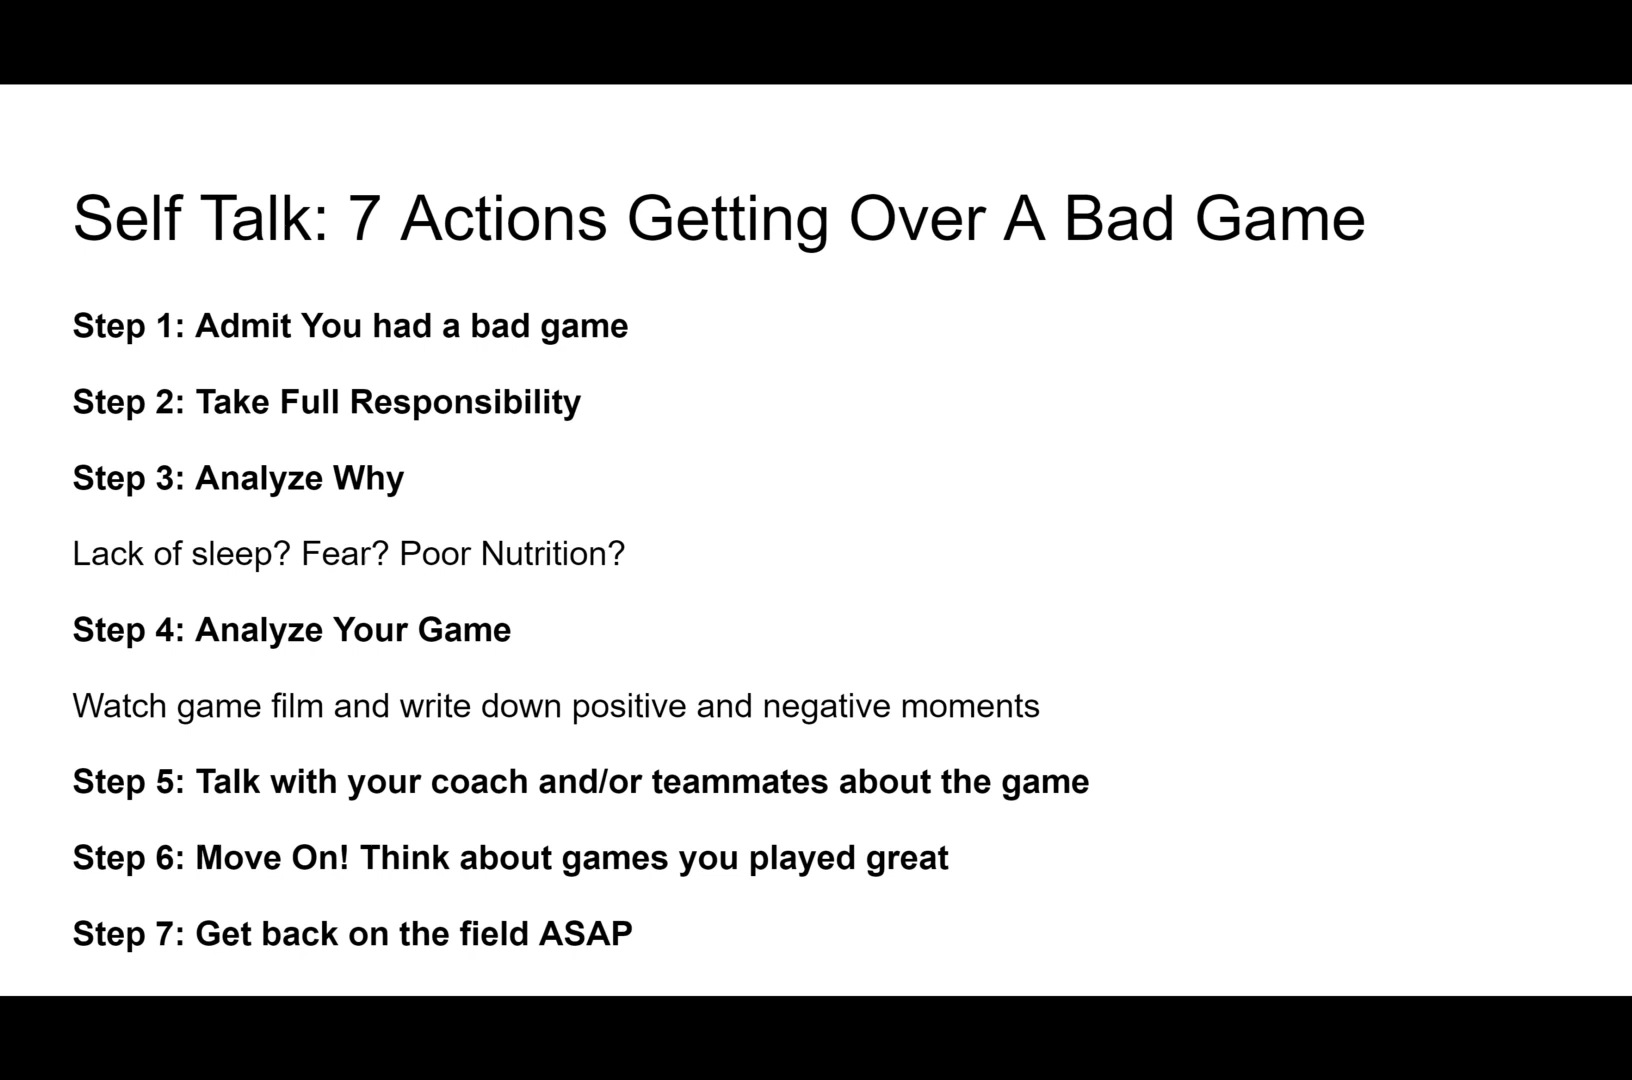 Self Talk: 7 Actions Getting Over A Bad Game
Step 1: Admit You had a bad game
Step 2: Take Full Responsibility
Step 3: Analyze Why
Lack of sleep? Fear? Poor Nutrition?
Step 4: Analyze Your Game
Watch game film and write down positive and negative moments
Step 5: Talk with your coach and/or teammates about the game
Step 6: Move On! Think about games you played great
Step 7: Get back on the field ASAP